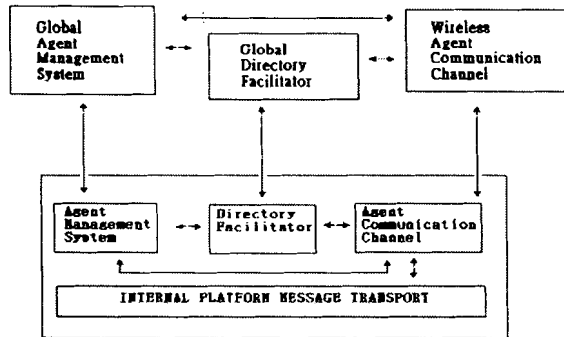 Global
Agent
Management
System
Global
Directory
Facilitator
Wireless
Agent
Communication
Channel
Agent
Management
System
Directory
Facilitator
Agent
Communication
Channel
INTERNAL PLATFORM MESSAGE TRANSPORT